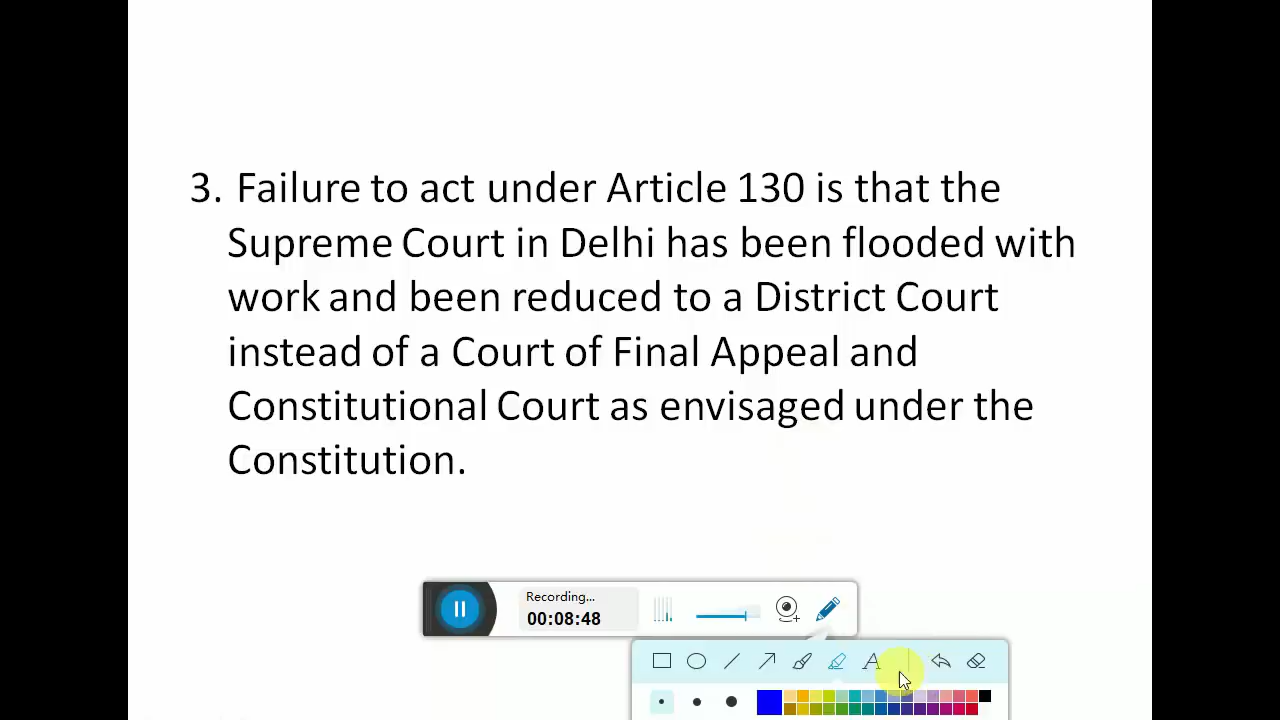 3. Failure to act under Article 130 is that the
Supreme Court in Delhi has been flooded with
work and been reduced to a District Court
instead of a Court of Final Appeal and
Constitutional Court as envisaged under the
Constitution.
Recording...
00:08:48
A